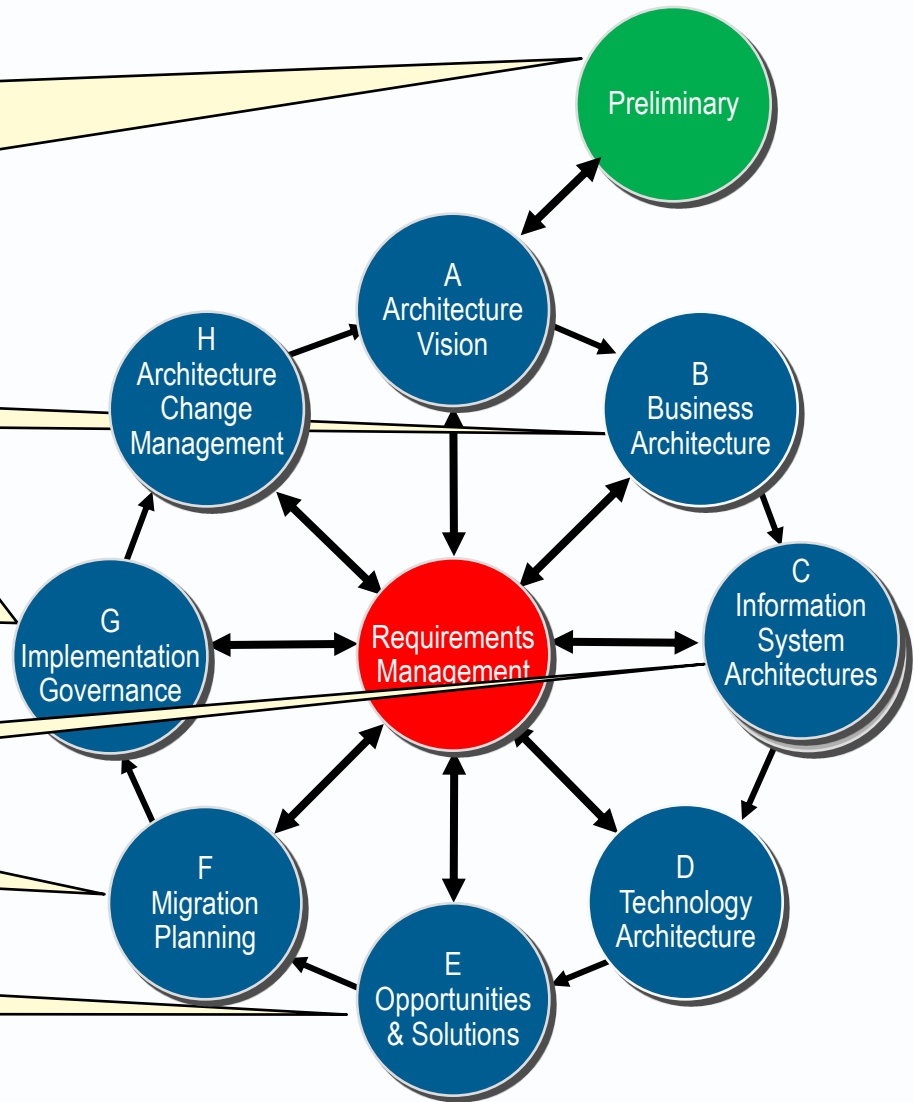 Preliminary
A
Architecture
Vision
H
Architecture
Change
Management
B
Business
Architecture
G
Implementation
Governance
Requirements
Management
C
Information
System
Architectures
F
Migration
Planning
D
Technology
Architecture
E
Opportunities
& Solutions